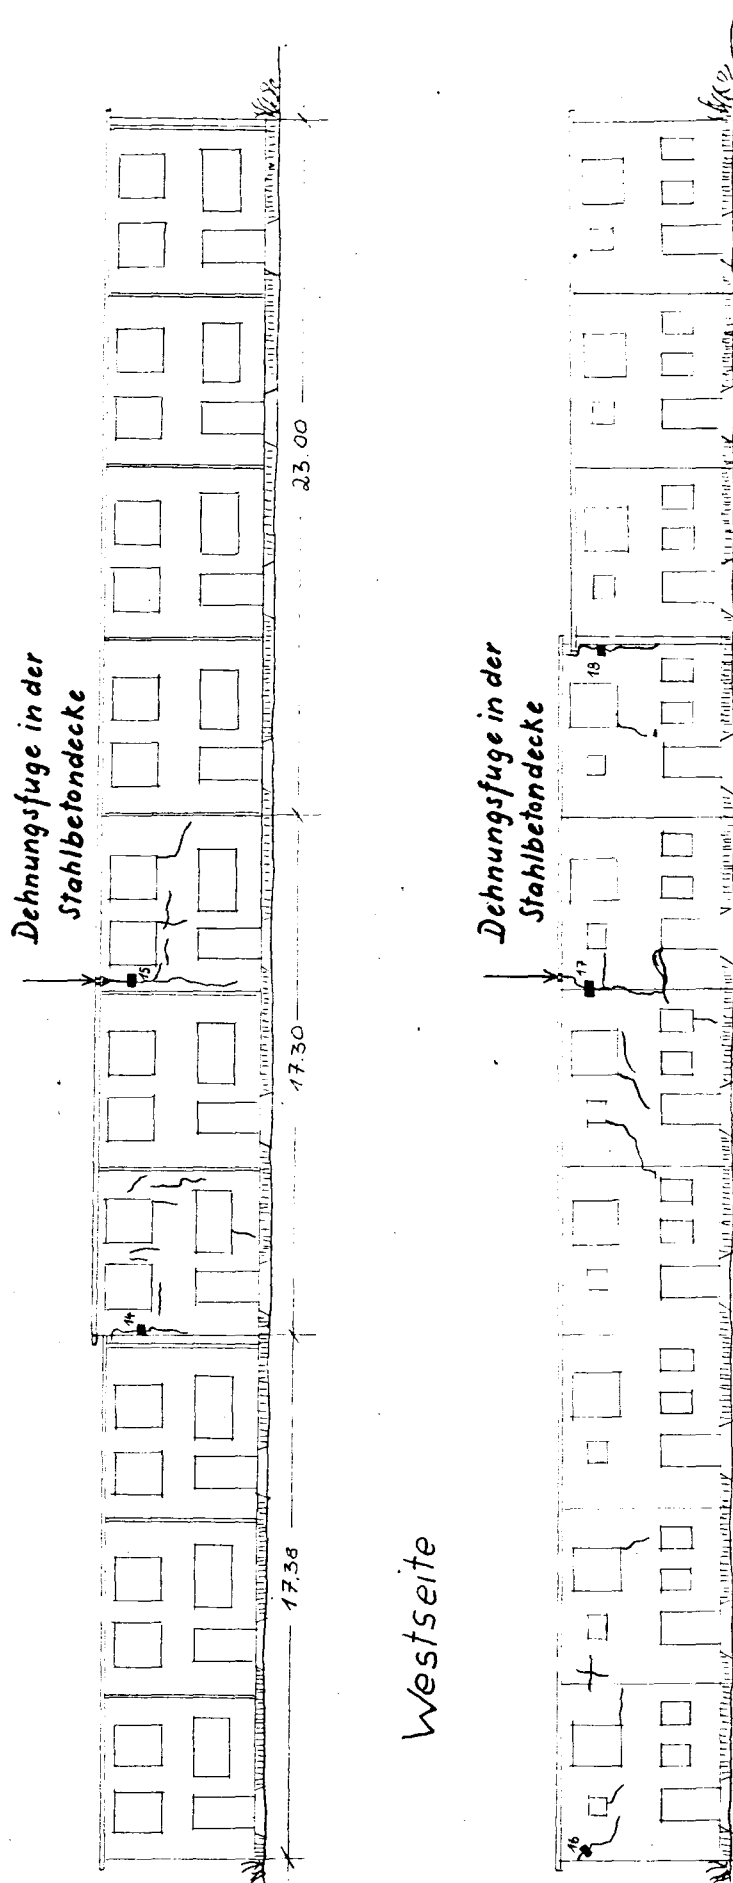 Dehnungsfuge in der
Stahlbetondecke
14
15
17.38
17.30
23.00
Westseite
Dehnungsfuge in der
Stahlbetondecke
16
17
18